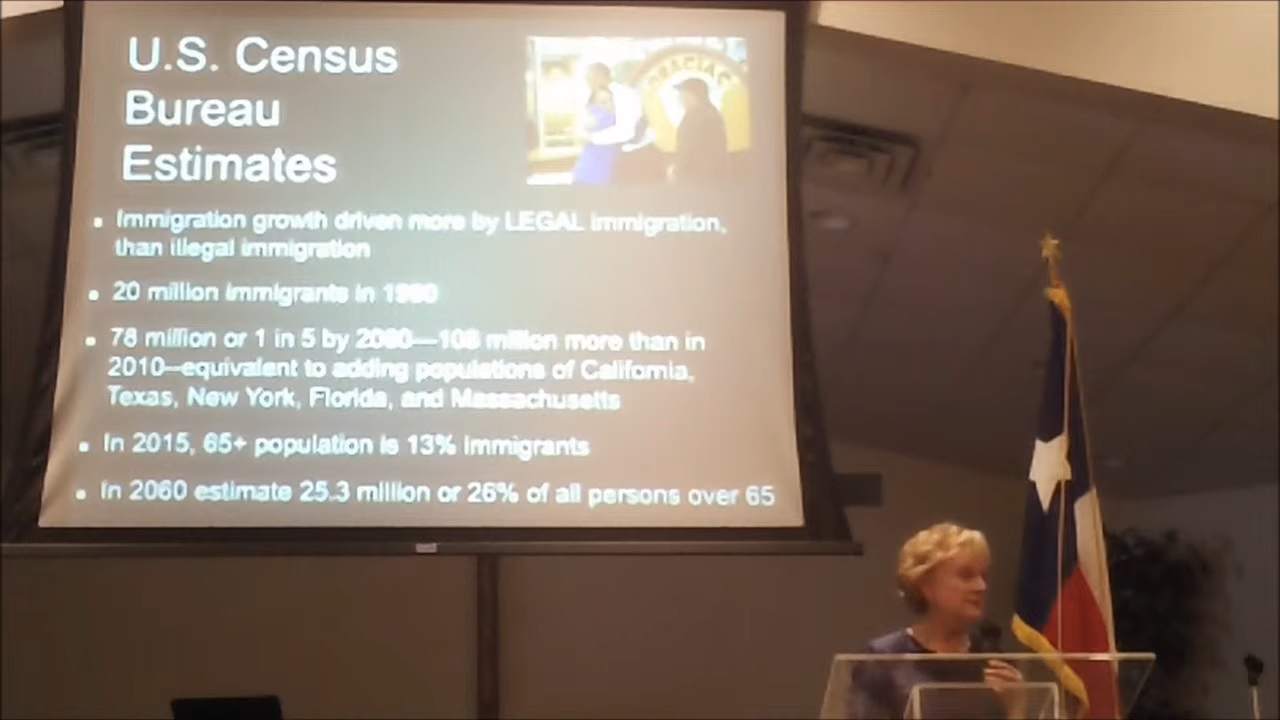 U.S. Census
Bureau
Estimates
Immigration growth driven more by LEGAL immigration,
than illegal immigration
20 million immigrants in 1990
78 million or 1 in 5 by 2060—108 million more than in
2010–equivalent to adding populations of California,
Texas, New York, Florida, and Massachusetts
In 2015, 65+ population is 13% immigrants
In 2060 estimate 25.3 million or 26% of all persons over 65